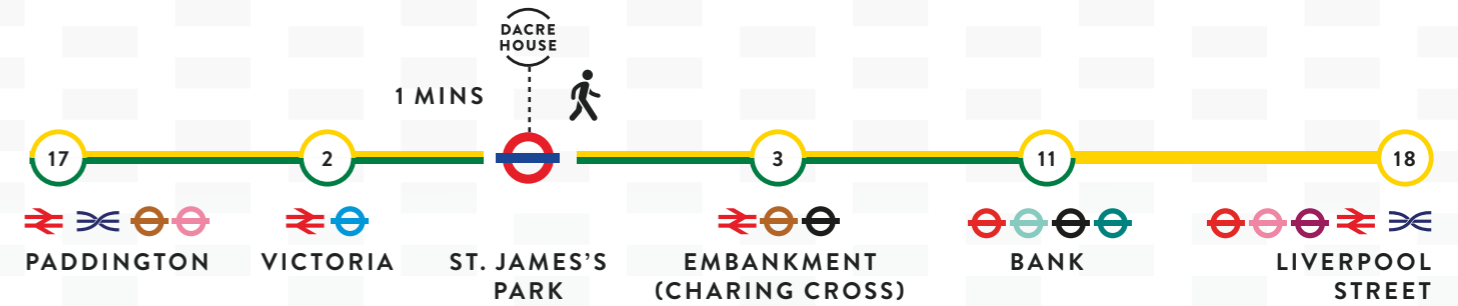 DACRE
HOUSE
1 MINS
17
2
3
11
18
PADDINGTON
VICTORIA
ST. JAMES'S
PARK
EMBANKMENT
(CHARING CROSS)
BANK
LIVERPOOL
STREET